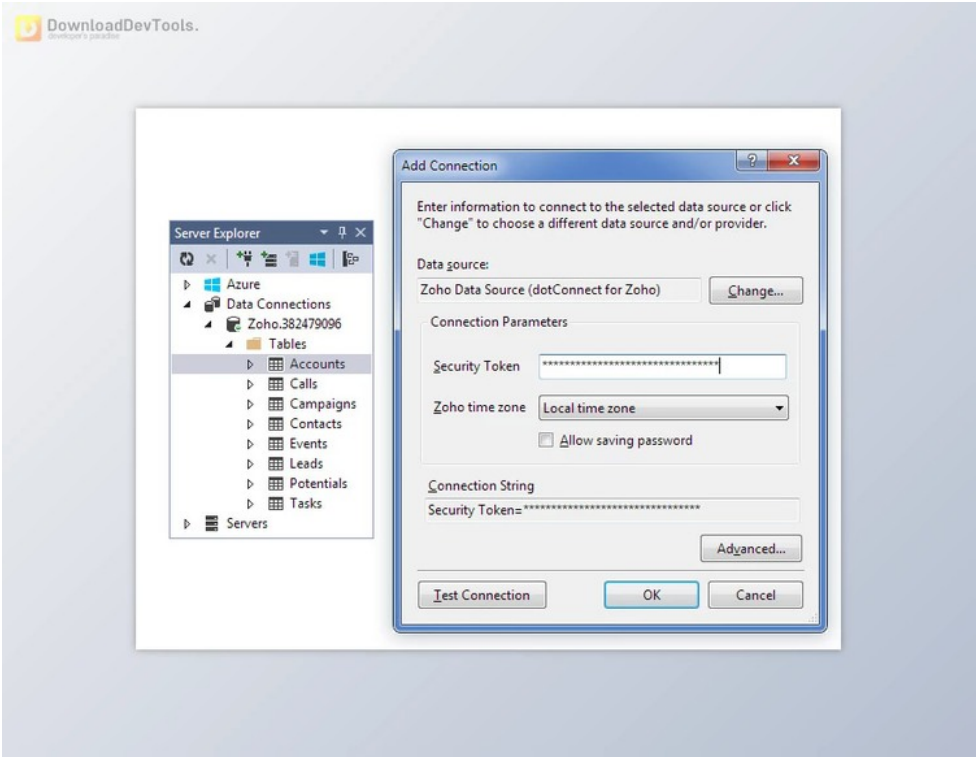 DownloadDevTools.
developer's paradise
Add Connection
Enter information to connect to the selected data source or click
"Change" to choose a different data source and/or provider.
Server Explorer
Data source:
Azure
Zoho Data Source (dotConnect for Zoho)
Change...
Data Connections
Zoho.382479096
Connection Parameters
Tables
Accounts
Security Token
*********************************
Calls
Campaigns
Zoho time zone
Local time zone
Contacts
Events
Allow saving password
Leads
Potentials
Connection String
Tasks
Security Token=*********************************
Servers
Advanced...
Test Connection
OK
Cancel